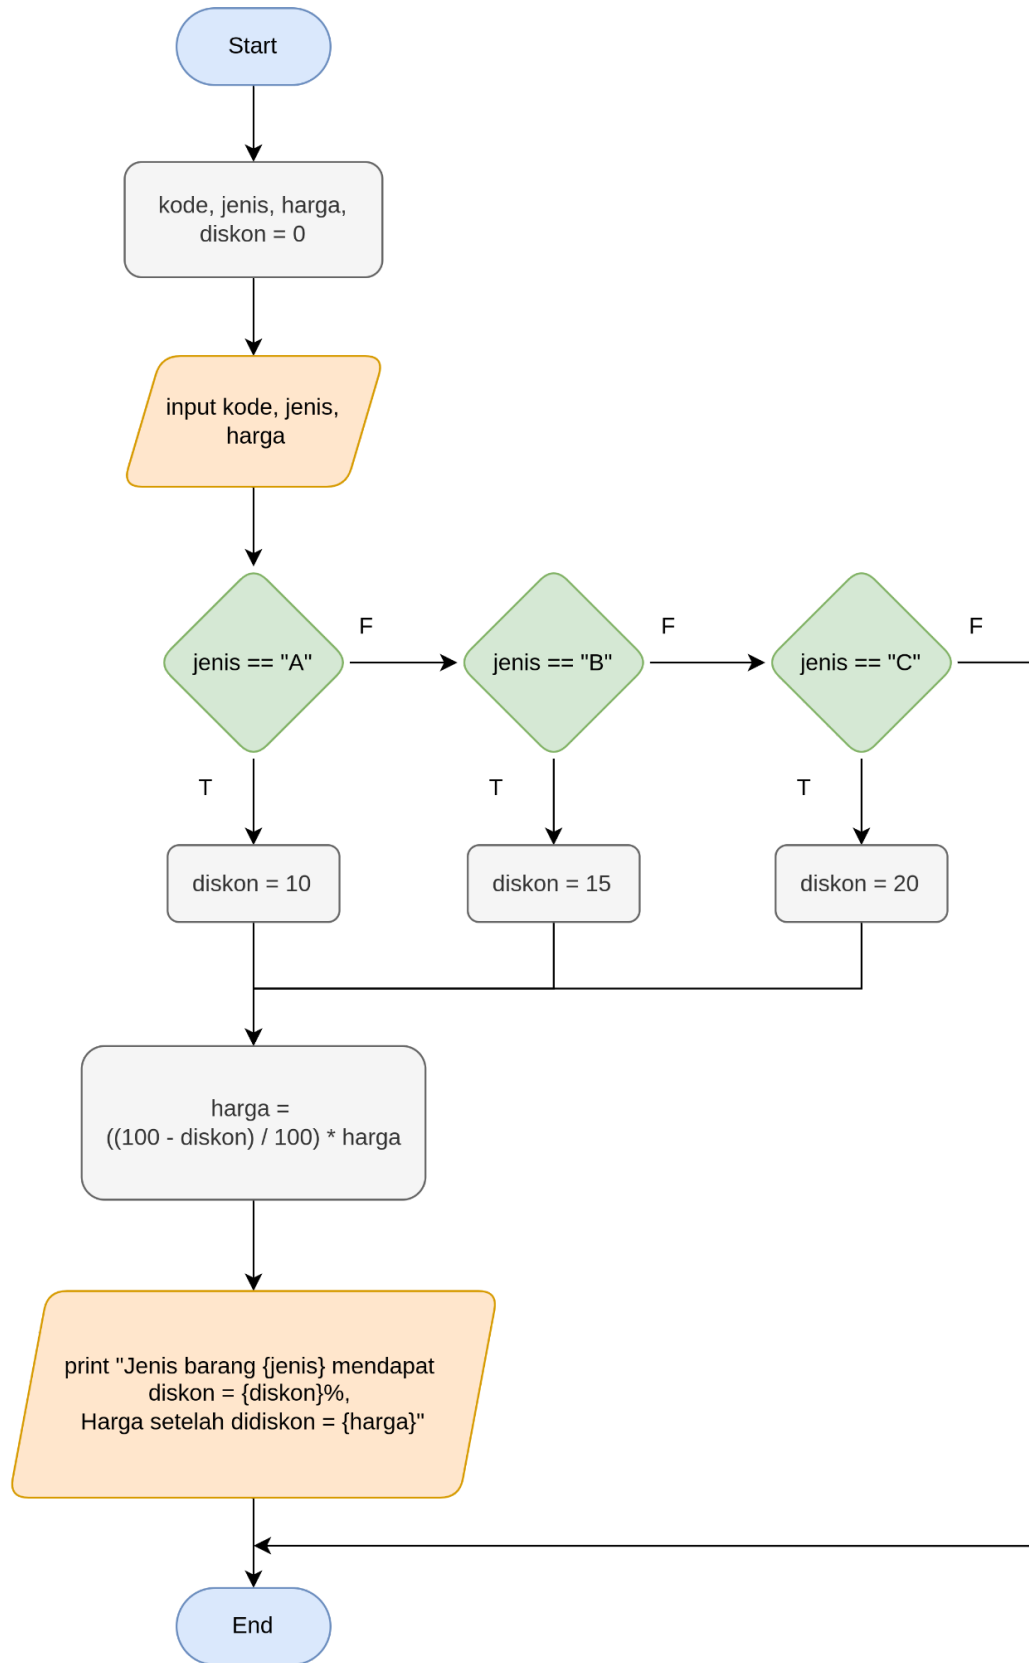 Start
kode, jenis, harga,
diskon = 0
input kode, jenis,
harga
jenis == "A"
F
jenis == "B"
F
jenis == "C"
F
T
T
T
diskon = 10
diskon = 15
diskon = 20
harga =
((100 - diskon) / 100) * harga
print "Jenis barang {jenis} mendapat
diskon = {diskon}%,
Harga setelah didiskon = {harga}"
End